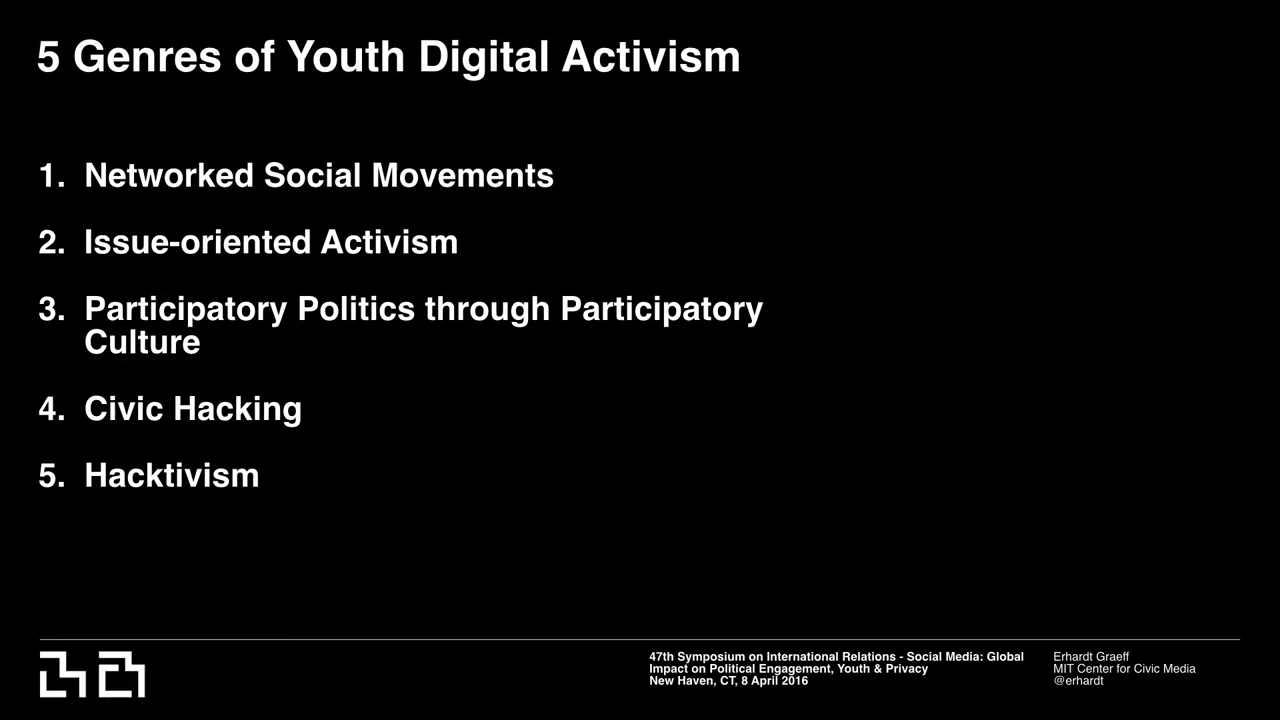 5 Genres of Youth Digital Activism
1. Networked Social Movements
2. Issue-oriented Activism
3. Participatory Politics through Participatory
Culture
4. Civic Hacking
5. Hacktivism
47th Symposium on International Relations - Social Media: Global
Impact on Political Engagement, Youth & Privacy
New Haven, CT, 8 April 2016
Erhardt Graeff
MIT Center for Civic Media
@erhardt